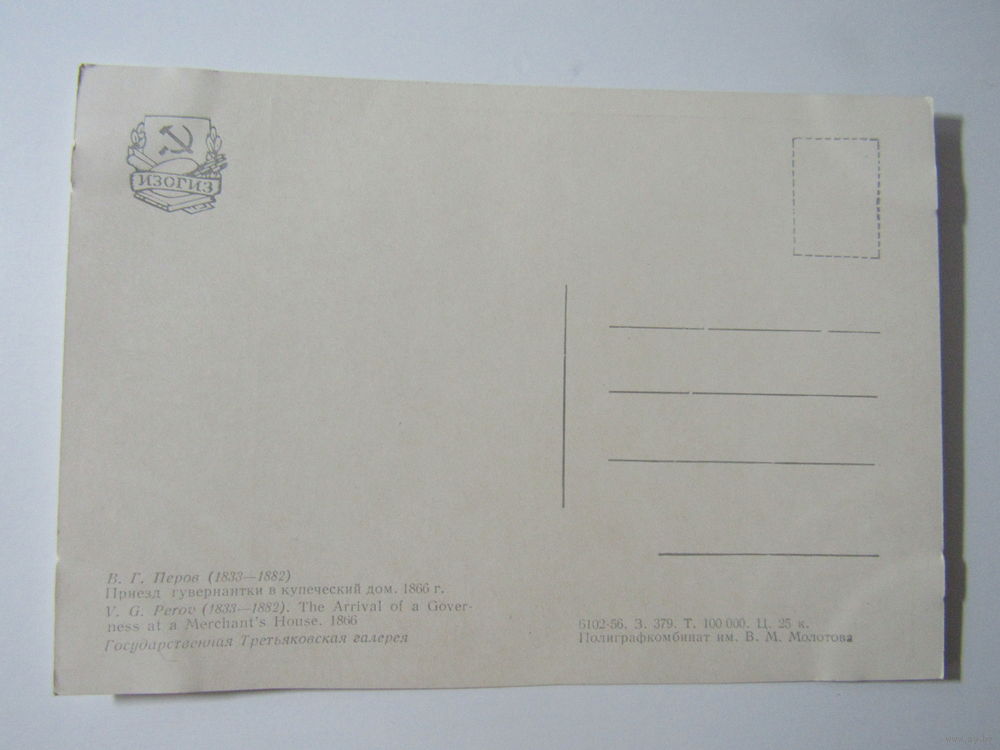 ИЗОГИЗ
В. Г. Перов (1833—1882)
Приезд гувернантки в купеческий дом. 1866 г.
V. G. Perov (1833—1882). The Arrival of a Gover-
ness at a Merchant's House. 1866
Государственная Третьяковская галерея
6102-56. З. 379. Т. 100 000. Ц. 25 к.
Полиграфкомбинат им. В. М. Молотова